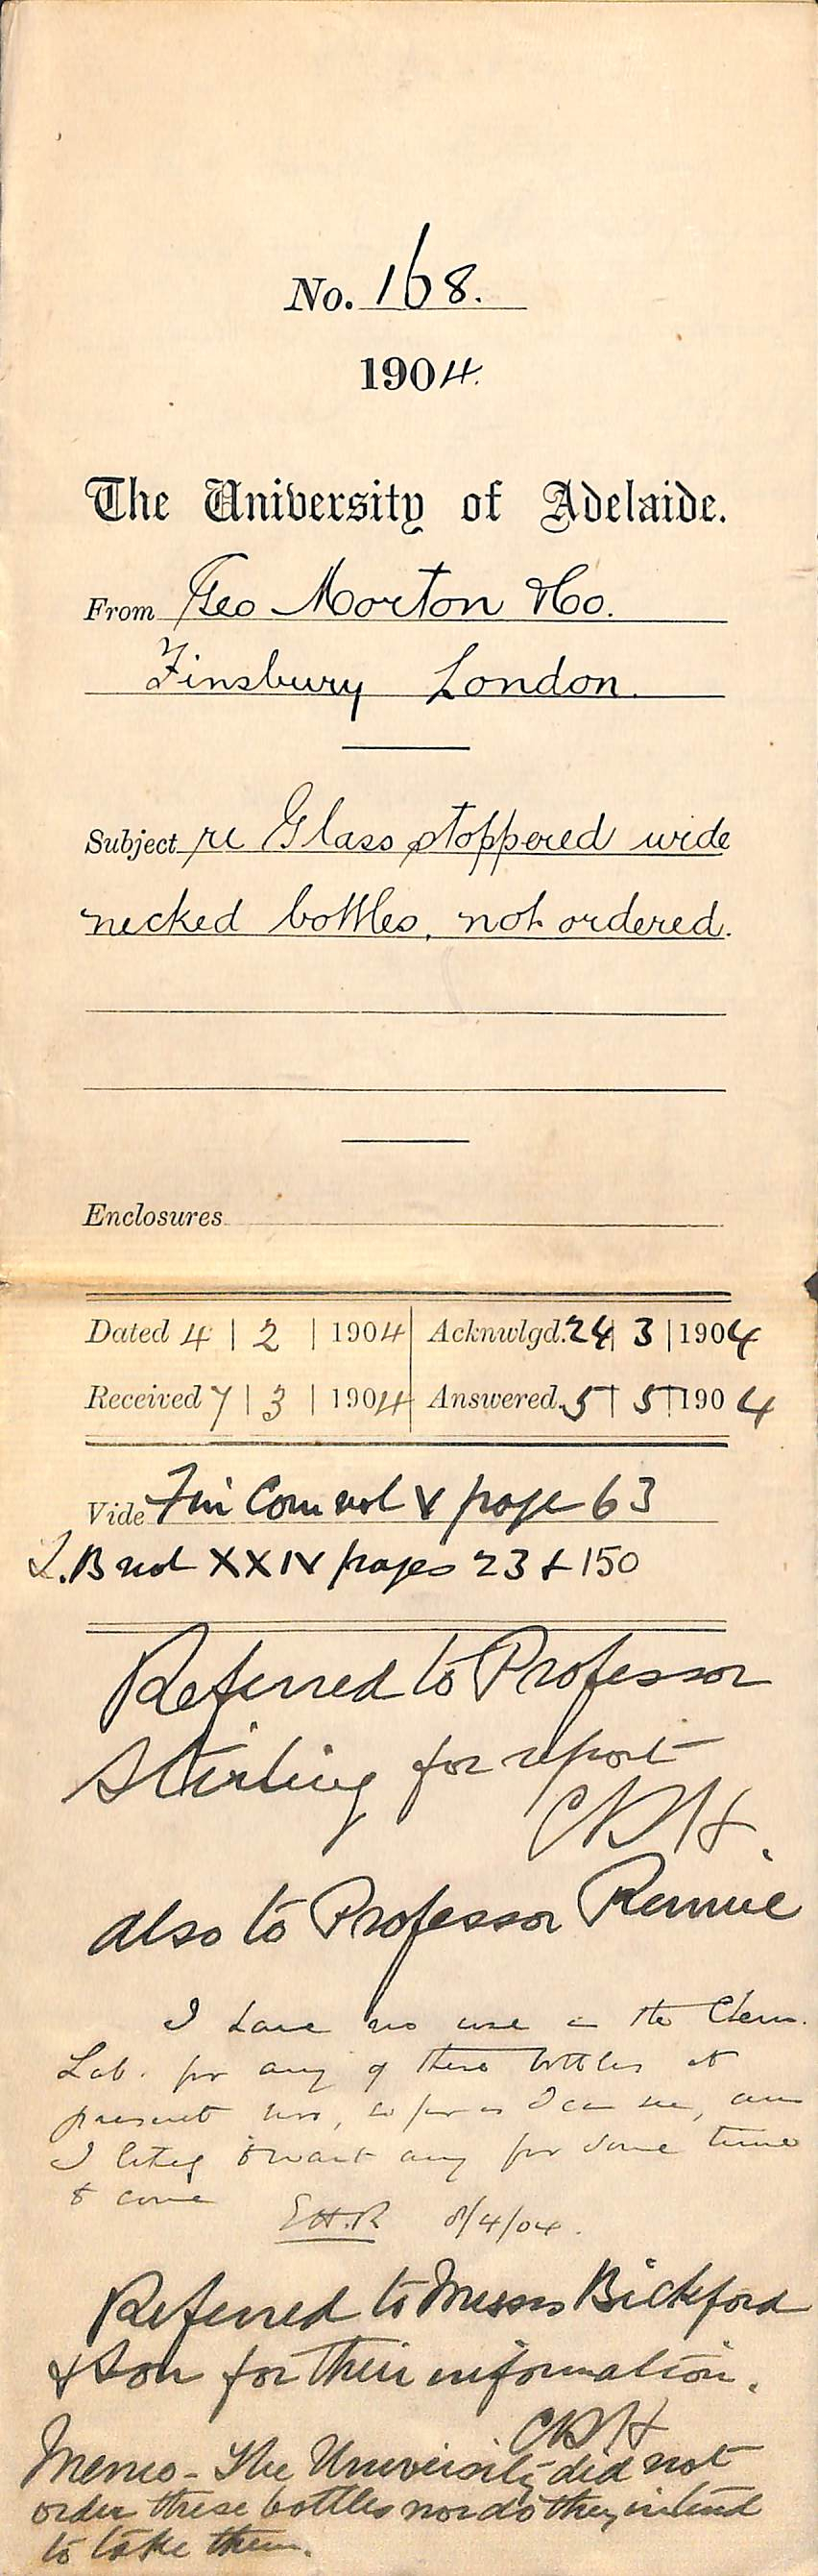 No. 168.
1904.
The University of Adelaide.
From Geo Morton & Co.
Finsbury London.
Subject re Glass stoppered wide
necked bottles, not ordered.
Enclosures
Dated 4 | 2 | 1904 Acknwlgd. 24 | 3 | 1904
Received 7 | 3 | 1904 Answered. 5 | 5 | 1904
Vide Fin Com vol V page 63
L.B vol XXIV pages 23 & 150
Referred to Professor
Stirling for report
CRH.
also to Professor Rennie
I have no use in the Chem.
Lab. for any of these bottles at
present nor, so far as I can see, am
I likely to want any for some time
to come
EH.R 8/4/04.
Referred to Messrs Bickford
& Son for their information.
CRH
Memo - The University did not
order these bottles nor do they intend
to take them.